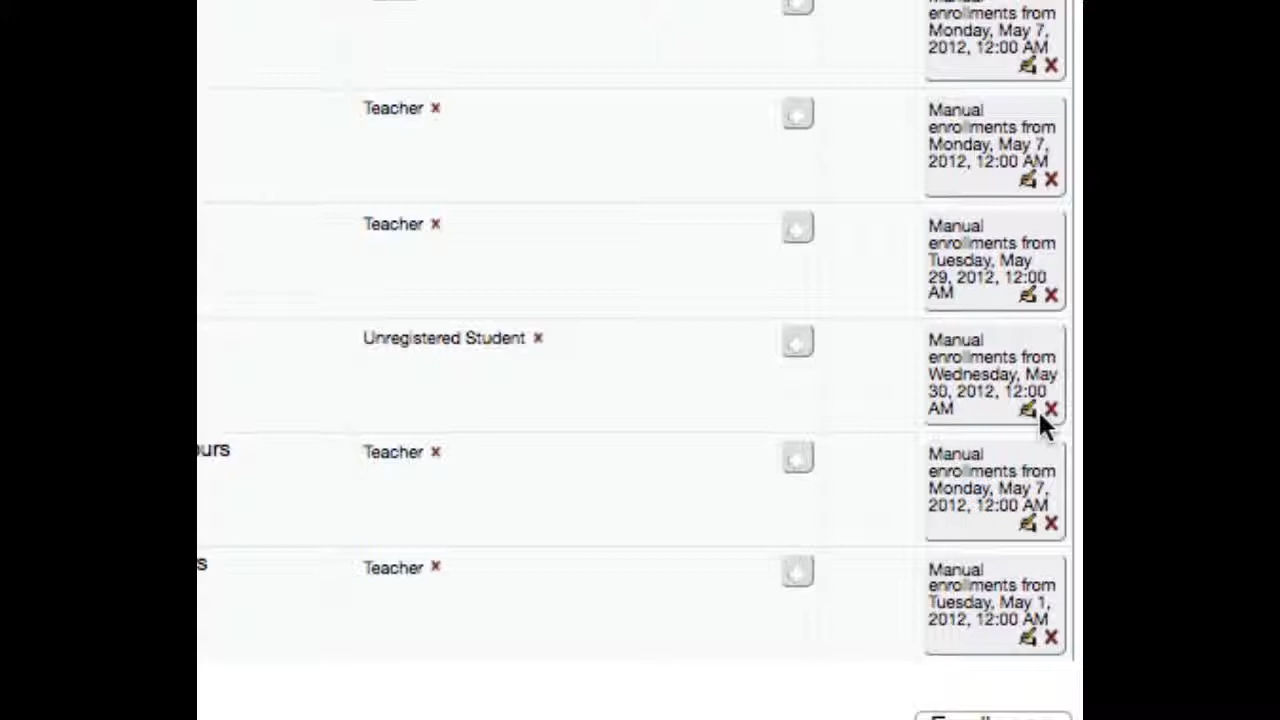 enrollments from
Monday, May 7,
2012, 12:00 AM
Teacher x
Manual
enrollments from
Monday, May 7,
2012, 12:00 AM
Teacher x
Manual
enrollments from
Tuesday, May
29, 2012, 12:00
AM
Unregistered Student x
Manual
enrollments from
Wednesday, May
30, 2012, 12:00
AM
ours
Teacher x
Manual
enrollments from
Monday, May 7,
2012, 12:00 AM
s
Teacher x
Manual
enrollments from
Tuesday, May 1,
2012, 12:00 AM